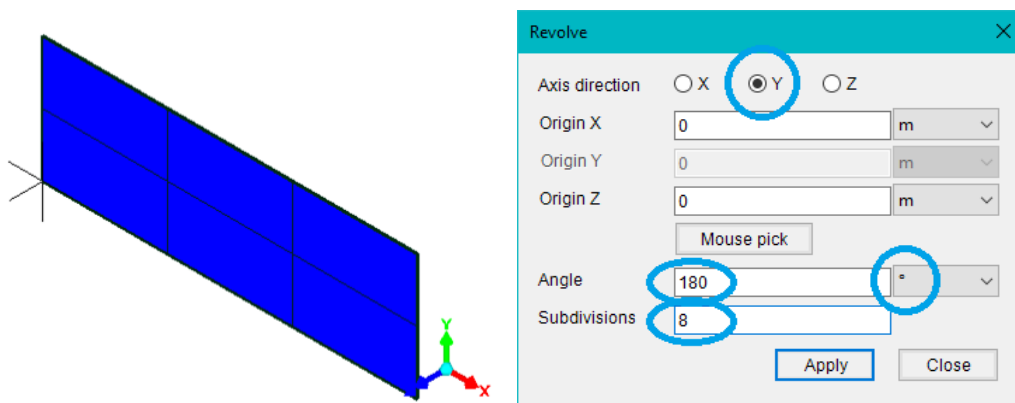 Revolve
Axis direction X Y Z
Origin X 0 m
Origin Y 0 m
Origin Z 0 m
Mouse pick
Angle 180 °
Subdivisions 8
Apply Close
Y
X